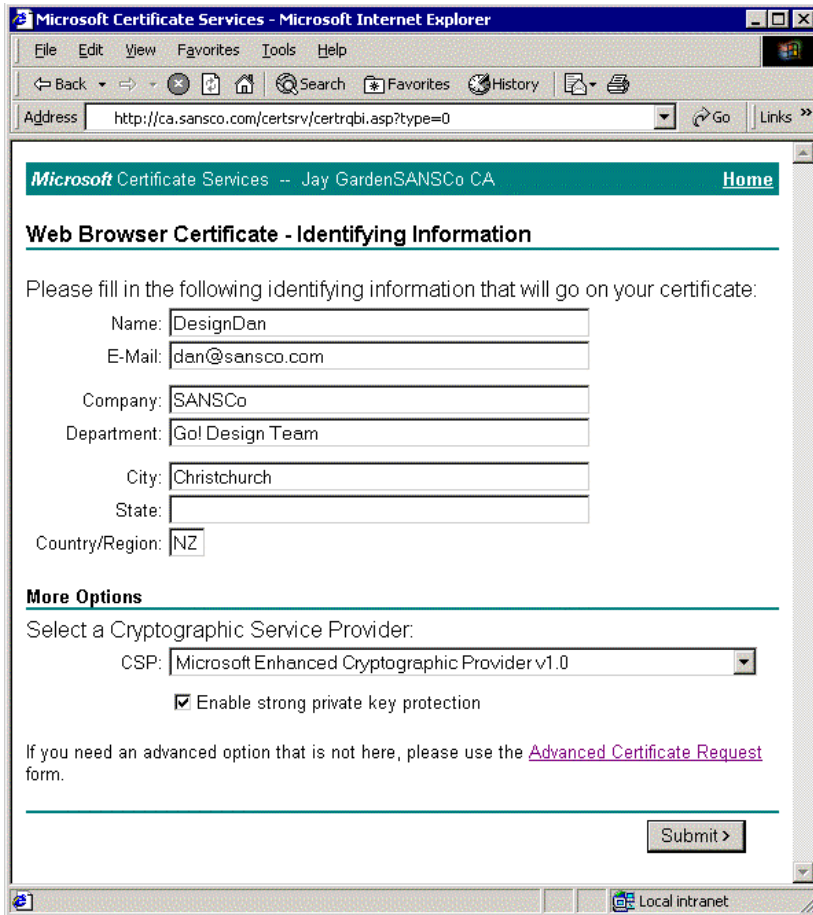 Microsoft Certificate Services - Microsoft Internet Explorer
File Edit View Favorites Tools Help
Back Search Favorites History
Address http://ca.sansco.com/certsrv/certrqbi.asp?type=0 Go Links »
Microsoft Certificate Services -- Jay GardenSANSCo CA Home
Web Browser Certificate - Identifying Information
Please fill in the following identifying information that will go on your certificate:
Name: DesignDan
E-Mail: dan@sansco.com
Company: SANSCo
Department: Go! Design Team
City: Christchurch
State:
Country/Region: NZ
More Options
Select a Cryptographic Service Provider:
CSP: Microsoft Enhanced Cryptographic Provider v1.0
Enable strong private key protection
If you need an advanced option that is not here, please use the Advanced Certificate Request
form.
Submit >
Local intranet